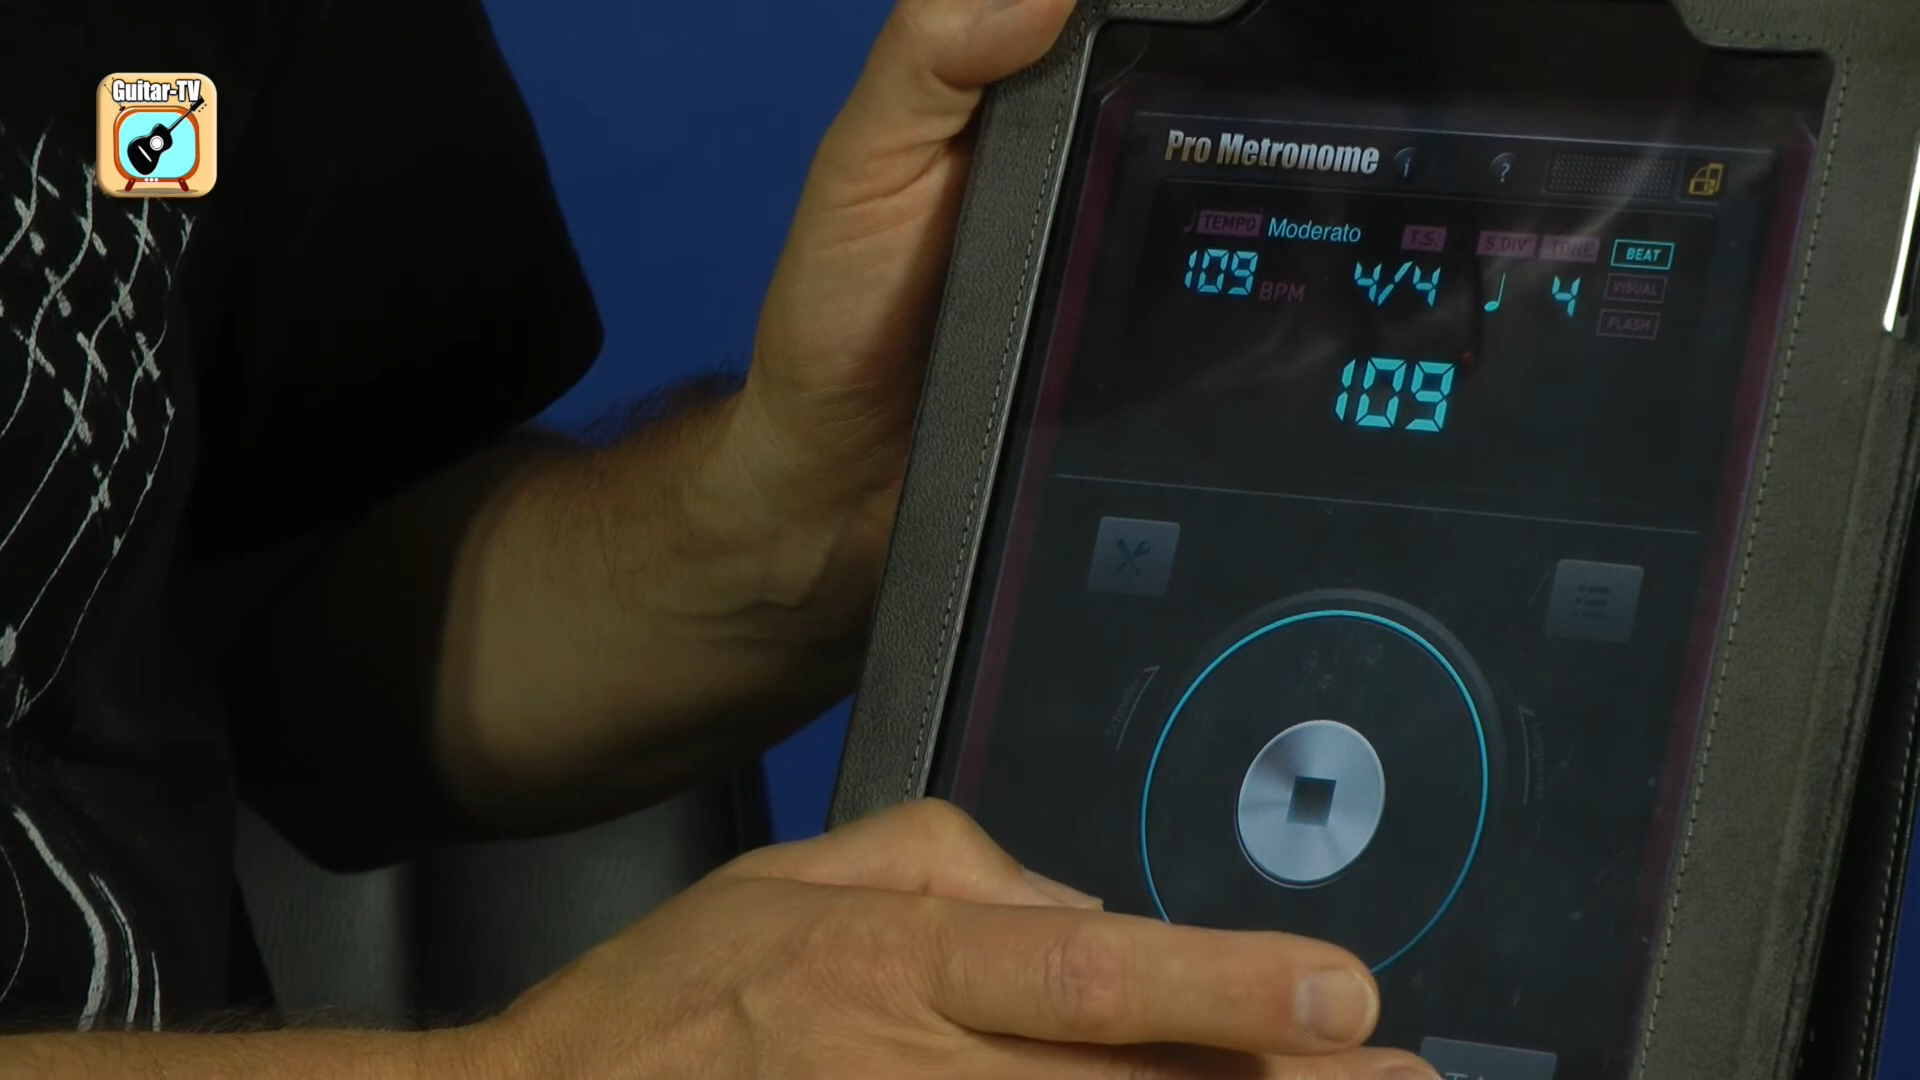 Guitar-TV
Pro Metronome i ?
TEMPO Moderato T.S. S.DIV TONE BEAT
109 BPM 4/4 4 VISUAL
FLASH
109